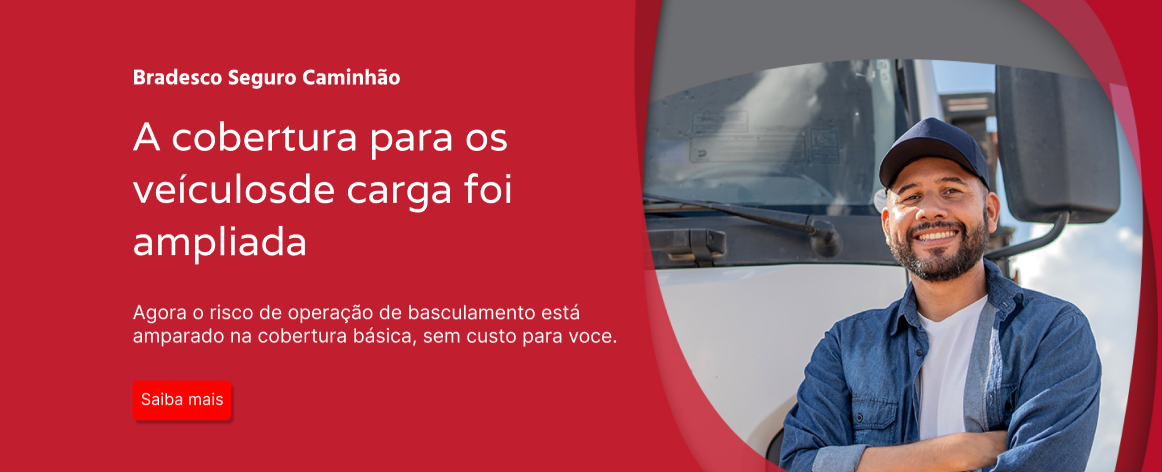 Bradesco Seguro Caminhão
A cobertura para os
veículosde carga foi
ampliada
Agora o risco de operação de basculamento está
amparado na cobertura básica, sem custo para voce.
Saiba mais